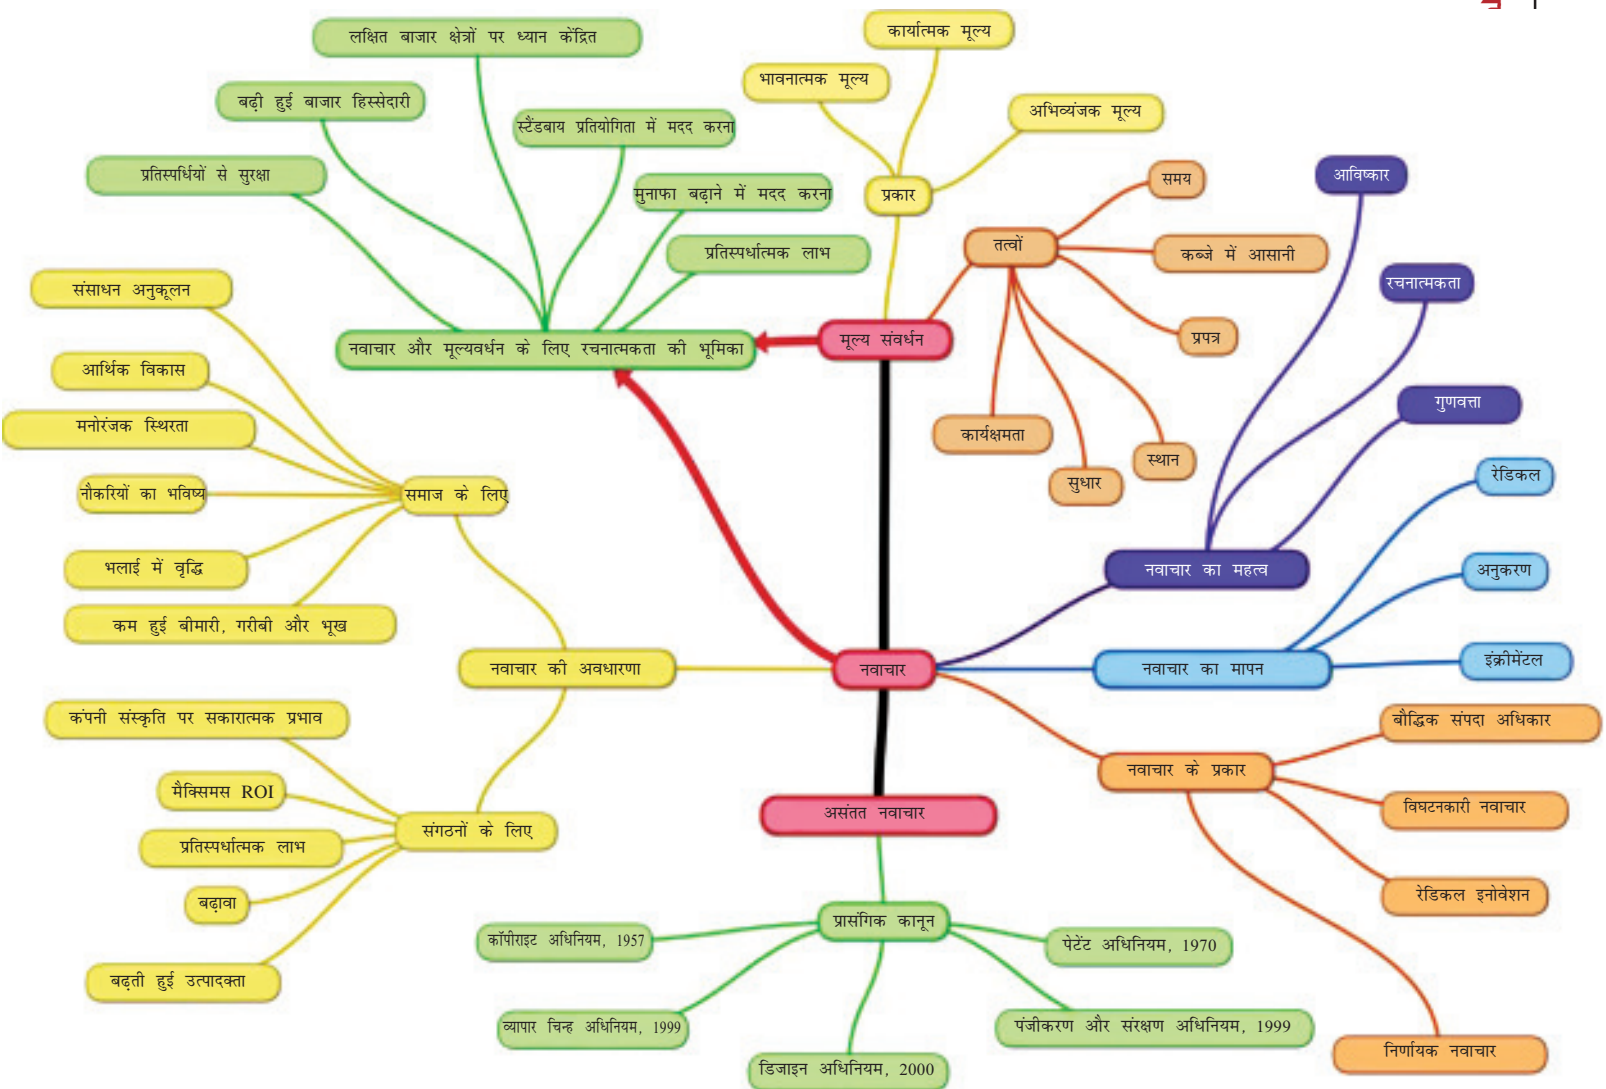 लक्षित बाजार क्षेत्रों पर ध्यान केंद्रित
कार्यात्मक मूल्य
भावनात्मक मूल्य
बढ़ी हुई बाजार हिस्सेदारी
अभिव्यंजक मूल्य
स्टैंडबाय प्रतियोगिता में मदद करना
प्रतिस्पर्धियों से सुरक्षा
आविष्कार
समय
मुनाफा बढ़ाने में मदद करना
प्रकार
तत्वों
प्रतिस्पर्धात्मक लाभ
कब्जे में आसानी
रचनात्मकता
संसाधन अनुकूलन
प्रपत्र
मूल्य संवर्धन
नवाचार और मूल्यवर्धन के लिए रचनात्मकता की भूमिका
आर्थिक विकास
गुणवत्ता
मनोरंजक स्थिरता
कार्यक्षमता
स्थान
रेडिकल
सुधार
नौकरियों का भविष्य
समाज के लिए
भलाई में वृद्धि
नवाचार का महत्व
अनुकरण
कम हुई बीमारी, गरीबी और भूख
नवाचार की अवधारणा
नवाचार
नवाचार का मापन
इंक्रीमेंटल
कंपनी संस्कृति पर सकारात्मक प्रभाव
बौद्धिक संपदा अधिकार
नवाचार के प्रकार
मैक्सिमस ROI
विघटनकारी नवाचार
असंतत नवाचार
संगठनों के लिए
प्रतिस्पर्धात्मक लाभ
रेडिकल इनोवेशन
बढ़ावा
प्रासंगिक कानून
कॉपीराइट अधिनियम, 1957
पेटेंट अधिनियम, 1970
बढ़ती हुई उत्पादक्ता
व्यापार चिन्ह अधिनियम, 1999
पंजीकरण और संरक्षण अधिनियम, 1999
निर्णायक नवाचार
डिजाइन अधिनियम, 2000